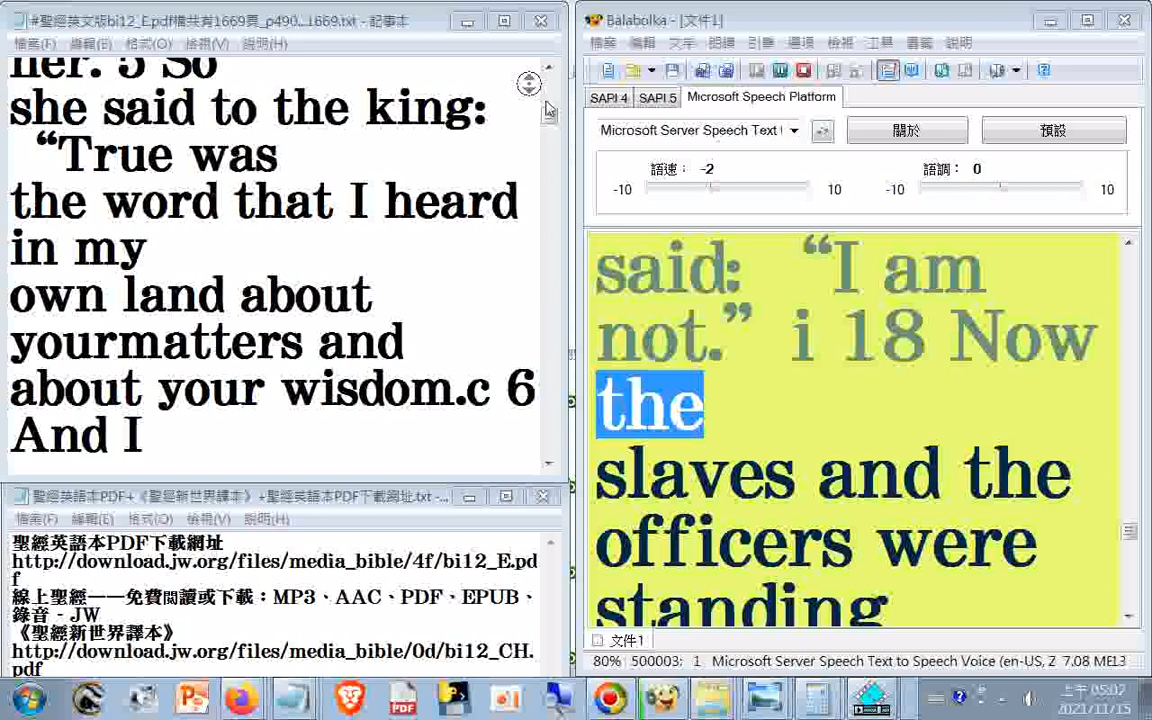 #聖經英文版bi12_E.pdf檔共有1669頁_p490...1669.txt - 記事本
檔案(F) 編輯(E) 格式(O) 檢視(V) 說明(H)
her. 5 So
she said to the king:
“True was
the word that I heard
in my
own land about
yourmatters and
about your wisdom.c 6
And I
聖經英語本PDF+《聖經新世界譯本》+聖經英語本PDF下載網址.txt - ...
檔案(F) 編輯(E) 格式(O) 檢視(V) 說明(H)
聖經英語本PDF下載網址
http://download.jw.org/files/media_bible/4f/bi12_E.pd
f
線上聖經——免費閱讀或下載：MP3、AAC、PDF、EPUB、
錄音 - JW
《聖經新世界譯本》
http://download.jw.org/files/media_bible/0d/bi12_CH.
pdf
Balabolka - [文件1]
檔案 編輯 文字 朗讀 引擎 選項 檢視 工具 書籤 說明
SAPI 4 SAPI 5 Microsoft Speech Platform
Microsoft Server Speech Text 關於 預設
語速： -2 語調： 0
-10 10 -10 10
said: “I am
not.” i 18 Now
the
slaves and the
officers were
standing
文件1
80% 500003: 1 Microsoft Server Speech Text to Speech Voice (en-US, Z 7.08 ME13
PDF
上午 05:02
2021/11/15